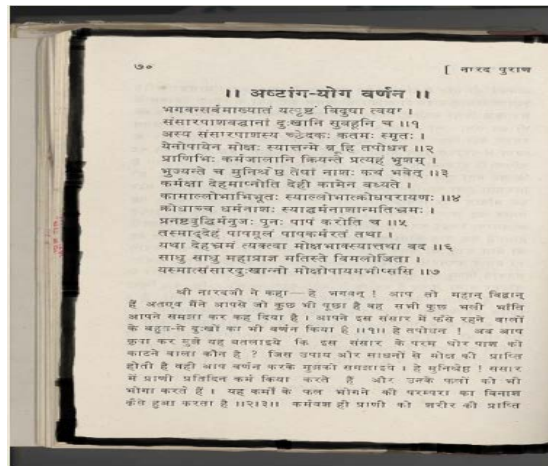 ७० [ नारद पुराण
।। अष्टांग-योग वर्णन ।।
भगवन्सर्वमाख्यातं यत्पृष्टं विदुषा त्वया ।
संसारपाशबद्धानां दुःखानि सुबहूनि च ॥१
अस्य संसारपाशस्य च्छेदकः कतमः स्मृतः ।
येनोपायेन मोक्षः स्यात्तन्मे ब्रूहि तपोधन ॥२
प्राणिभिः कर्मजालानि क्रियन्ते प्रत्यहं भृशम् ।
भुज्यन्ते च मुनिश्रेष्ठ तेषां नाशः कथं भवेत् ॥३
कर्मक्षा देहमाप्नोति देही कामेन बध्यते ।
कामाल्लोभाभिभूतः स्याल्लोभात्क्रोधपरायणः ॥४
क्रोधाच्च धर्मनाशः स्याद्धर्मनाशान्मतिभ्रमः ।
प्रनष्टबुद्धिर्मनुजः पुनः पापं करोति च ॥५
तस्माद्देहं पापमूलं पापकर्मरतं तथा ।
यथा देहभ्रमं त्यक्त्वा मोक्षभाक्स्यात्तथा वद ॥६
साधु साधु महाप्राज्ञ मतिस्ते विमलोजिता ।
यस्मात्संसारदुःखान्नो मोक्षोपायमभीप्ससि ॥७
श्री नारदजी ने कहा—हे भगवन् ! आप तो महान् विद्वान्
हैं अतएव मैंने आपसे जो कुछ भी पूछा है वह सभी कुछ भली भाँति
आपने समझा कर कह दिया है । आपने इस संसार में फँसे रहने वालों
के बहुत-से दुःखों का भी वर्णन किया है ॥१॥ हे तपोधन ! अब आप
कृपा कर मुझे यह बतलाइये कि इस संसार के परम घोर पाश को
काटने वाला कौन है ? जिस उपाय और साधनों से मोक्ष की प्राप्ति
होती है वही आप वर्णन करके मुझको समझाइये । हे मुनिश्रेष्ठ ! संसार
में प्राणी प्रतिदिन कर्म किया करते हैं और उनके फलों को भी
भोगा करते हैं । यह कर्मों के फल भोगने की परम्परा का विनाश
कैसे हुआ करता है ॥२।३॥ कर्मवश ही प्राणी को शरीर की प्राप्ति